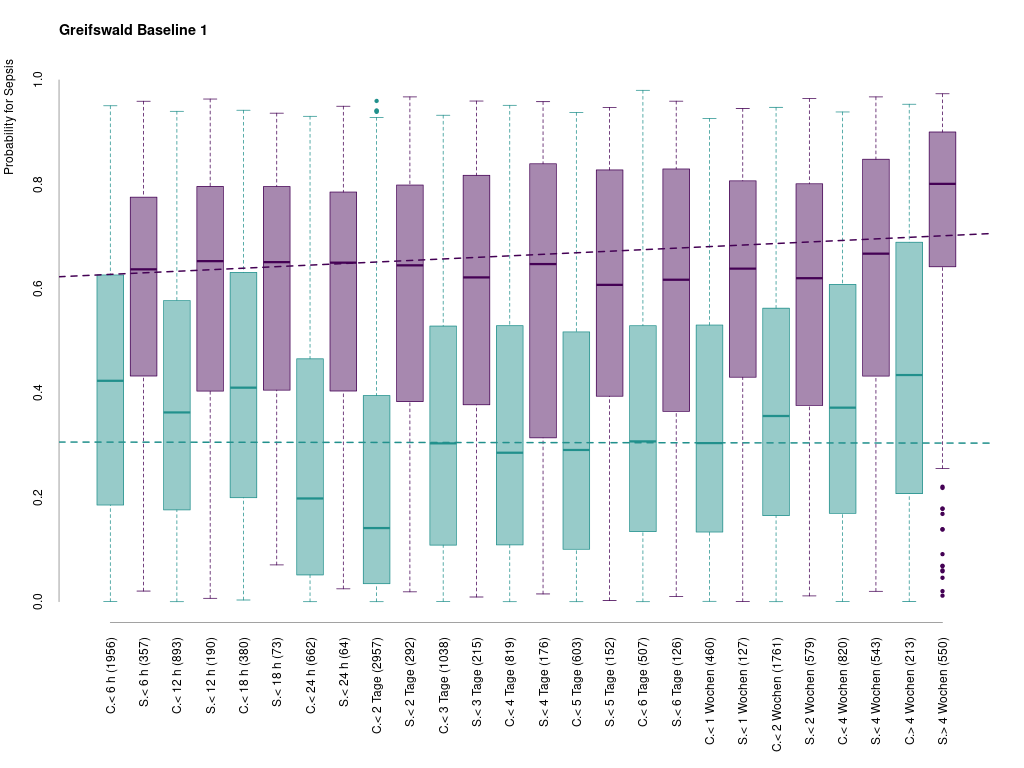 Greifswald Baseline 1
Probability for Sepsis
1.0
0.8
0.6
0.4
0.2
0.0
C.< 6 h (1956)
S.< 6 h (357)
C.< 12 h (893)
S.< 12 h (190)
C.< 18 h (380)
S.< 18 h (73)
C.< 24 h (662)
S.< 24 h (64)
C.< 2 Tage (2957)
S.< 2 Tage (292)
C.< 3 Tage (1038)
S.< 3 Tage (215)
C.< 4 Tage (819)
S.< 4 Tage (176)
C.< 5 Tage (603)
S.< 5 Tage (152)
C.< 6 Tage (507)
S.< 6 Tage (126)
C.< 1 Wochen (460)
S.< 1 Wochen (127)
C.< 2 Wochen (1761)
S.< 2 Wochen (579)
C.< 4 Wochen (820)
S.< 4 Wochen (543)
C.> 4 Wochen (213)
S.> 4 Wochen (550)